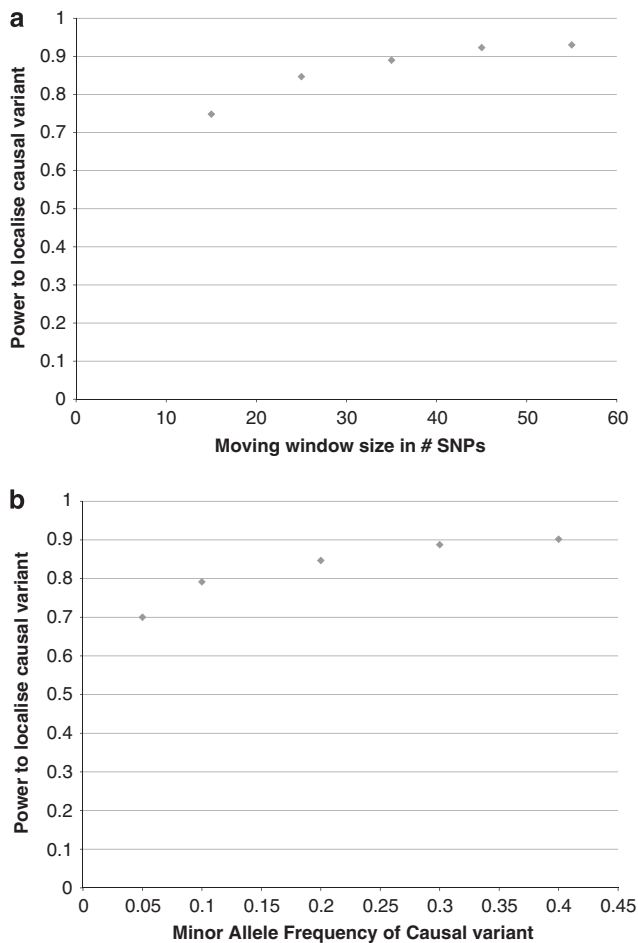 a
1
0.9
0.8
0.7
0.6
0.5
0.4
0.3
0.2
0.1
0
Power to localise causal variant
0 10 20 30 40 50 60
Moving window size in # SNPs
b
1
0.9
0.8
0.7
0.6
0.5
0.4
0.3
0.2
0.1
0
Power to localise causal variant
0 0.05 0.1 0.15 0.2 0.25 0.3 0.35 0.4 0.45
Minor Allele Frequency of Causal variant